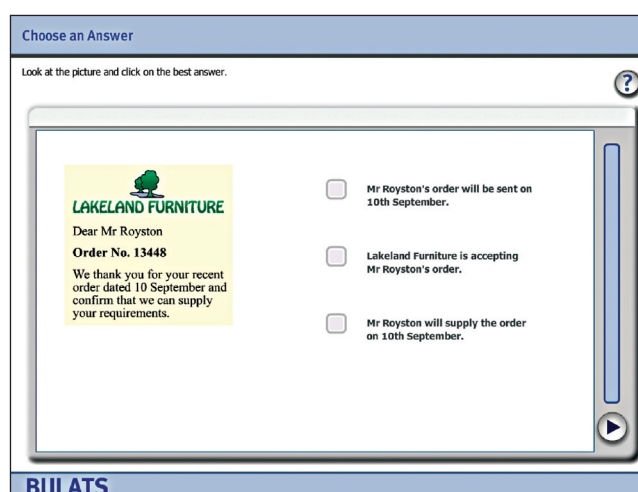 Choose an Answer
Look at the picture and click on the best answer.
?
LAKELAND FURNITURE
Dear Mr Royston
Order No. 13448
We thank you for your recent
order dated 10 September and
confirm that we can supply
your requirements.
Mr Royston's order will be sent on
10th September.
Lakeland Furniture is accepting
Mr Royston's order.
Mr Royston will supply the order
on 10th September.
BULATS